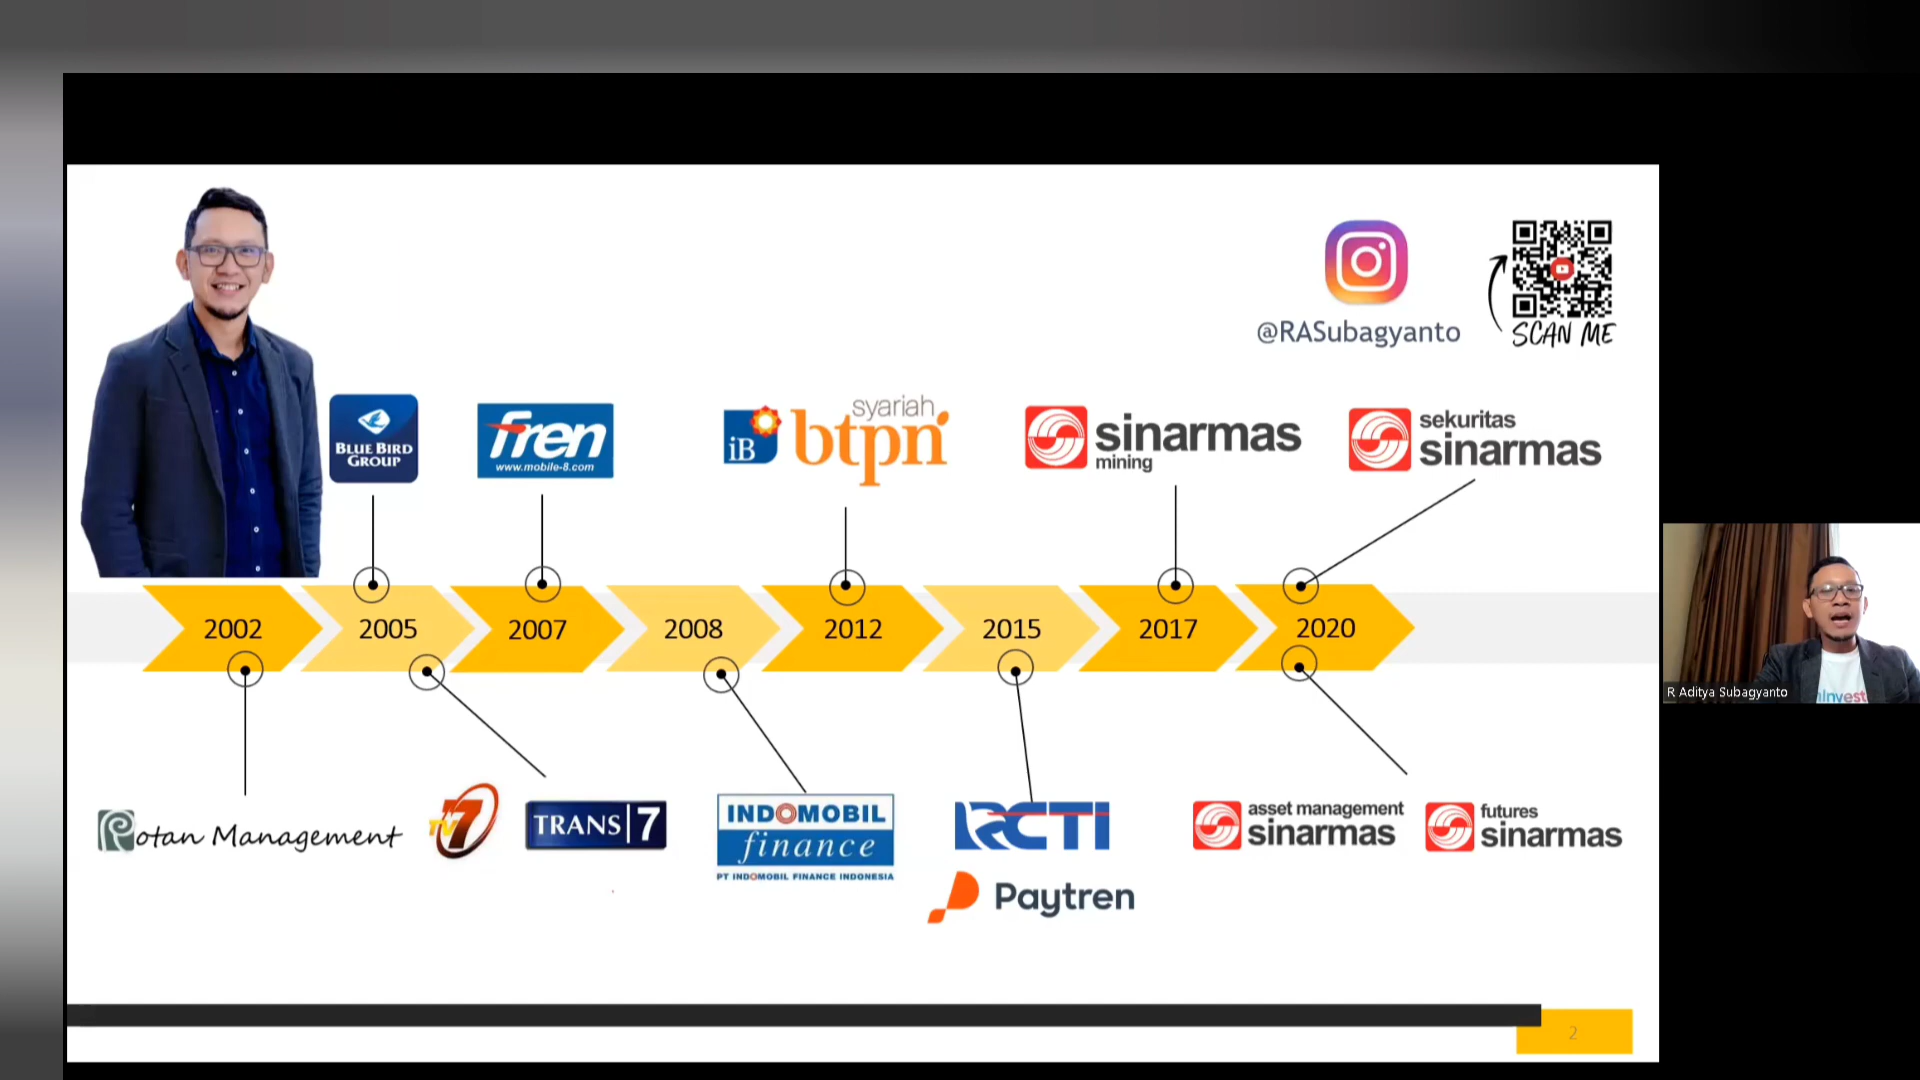 @RASubagyanto
SCAN ME
BLUE BIRD
GROUP
fren
www.mobile-8.com
iB
syariah
btpn
sinarmas
mining
sekuritas
sinarmas
2002
2005
2007
2008
2012
2015
2017
2020
R Aditya Subagyanto
inInvest
Rotan Management
TV7
TRANS|7
INDOMOBIL
finance
PT INDOMOBIL FINANCE INDONESIA
RCTI
Paytren
asset management
sinarmas
futures
sinarmas
2